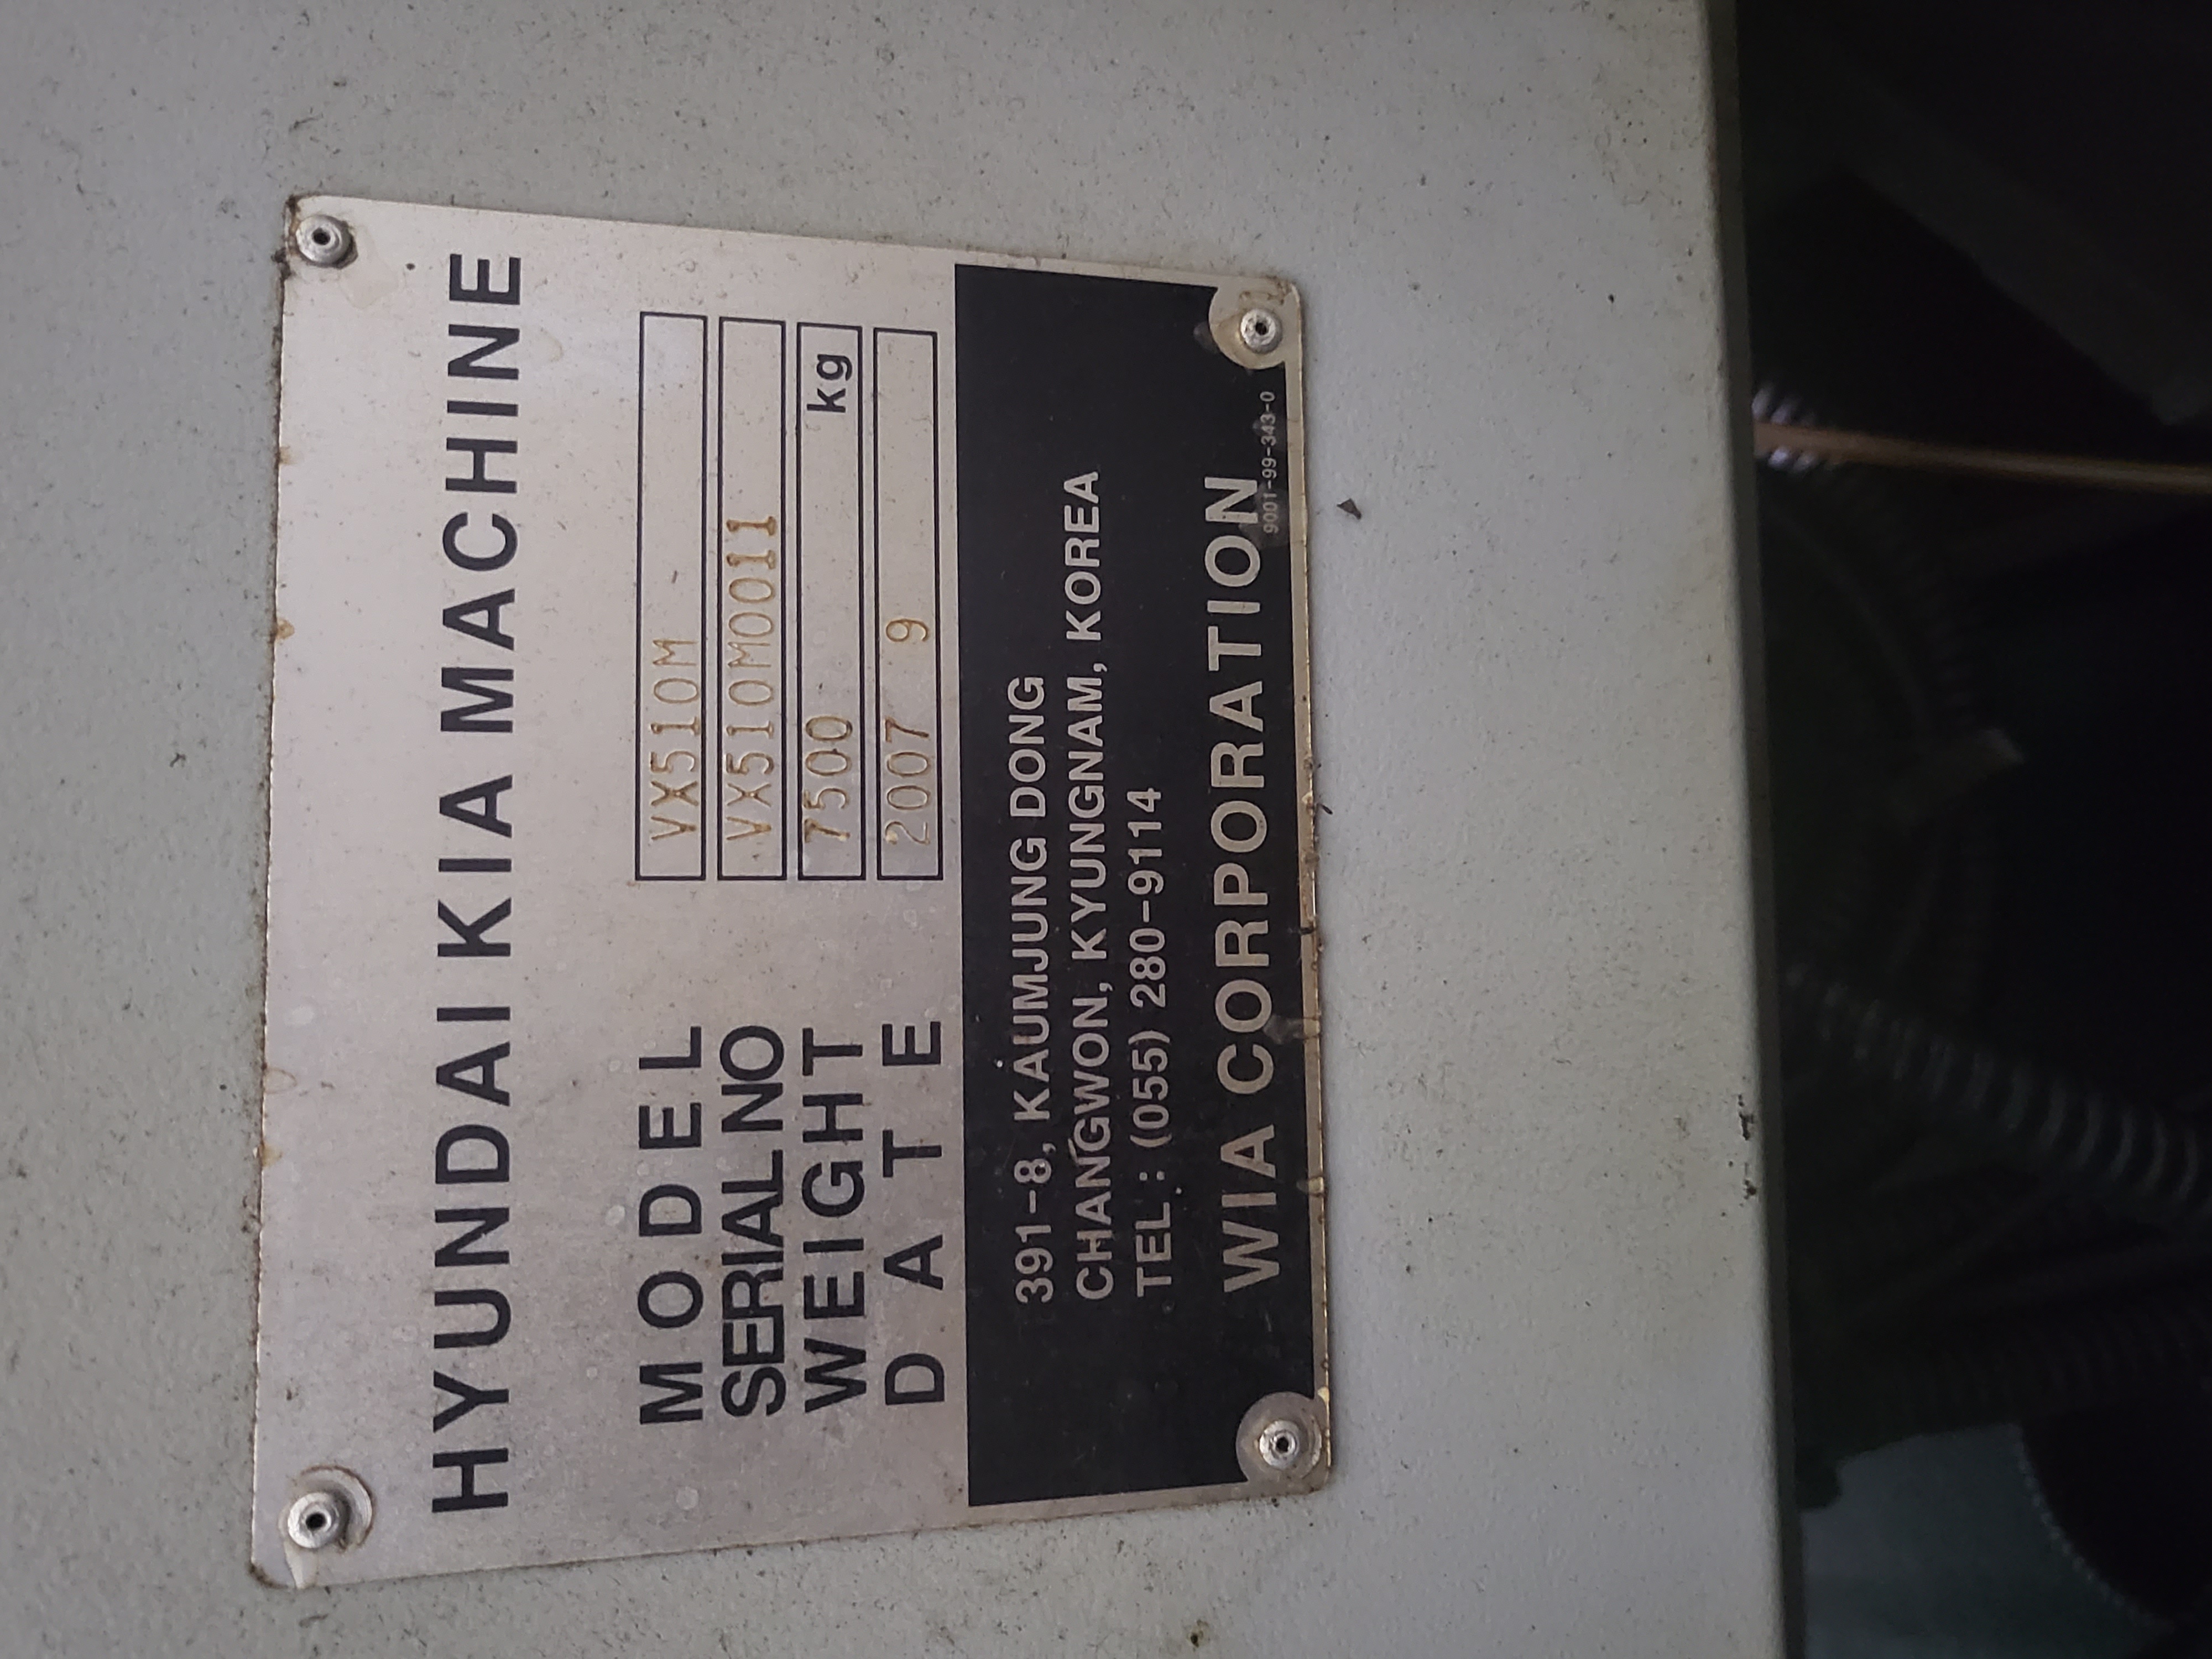 HYUNDAI KIA MACHINE
MODEL VX510M
SERIAL NO VX510M0011
WEIGHT 7500 kg
DATE 2007 9
391-8, KAUMJJUNG DONG
CHANGWON, KYUNGNAM, KOREA
TEL : (055) 280-9114
WIA CORPORATION
9001-99-343-0